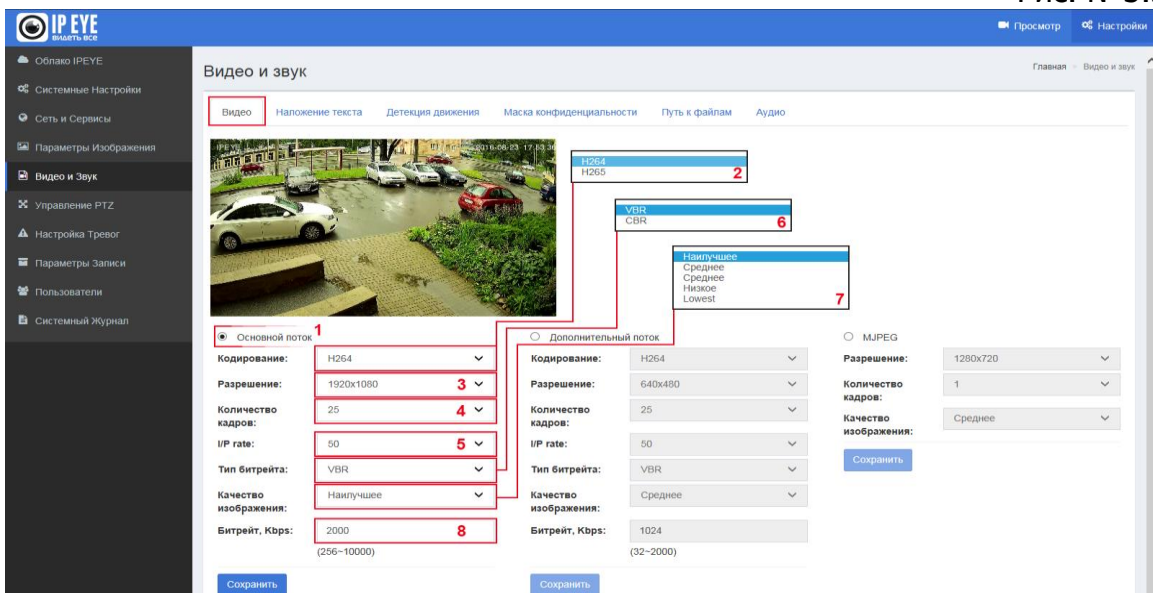 IP EYE
ВИДЕТЬ ВСЕ
Просмотр
Настройки
Облако IPEYE
Системные Настройки
Сеть и Сервисы
Параметры Изображения
Видео и Звук
Управление PTZ
Настройка Тревог
Параметры Записи
Пользователи
Системный Журнал
Видео и звук
Главная - Видео и звук
Видео
Наложение текста
Детекция движения
Маска конфиденциальности
Путь к файлам
Аудио
H264
H265
2
VBR
CBR
6
Наилучшее
Среднее
Среднее
Низкое
Lowest
7
Основной поток
1
Кодирование: H264
Разрешение: 1920x1080 3
Количество
кадров: 25 4
I/P rate: 50 5
Тип битрейта: VBR
Качество
изображения: Наилучшее
Битрейт, Kbps: 2000 8
(256~10000)
Сохранить
Дополнительный поток
Кодирование: H264
Разрешение: 640x480
Количество
кадров: 25
I/P rate: 50
Тип битрейта: VBR
Качество
изображения: Среднее
Битрейт, Kbps: 1024
(32~2000)
Сохранить
MJPEG
Разрешение: 1280x720
Количество
кадров: 1
Качество
изображения: Среднее
Сохранить